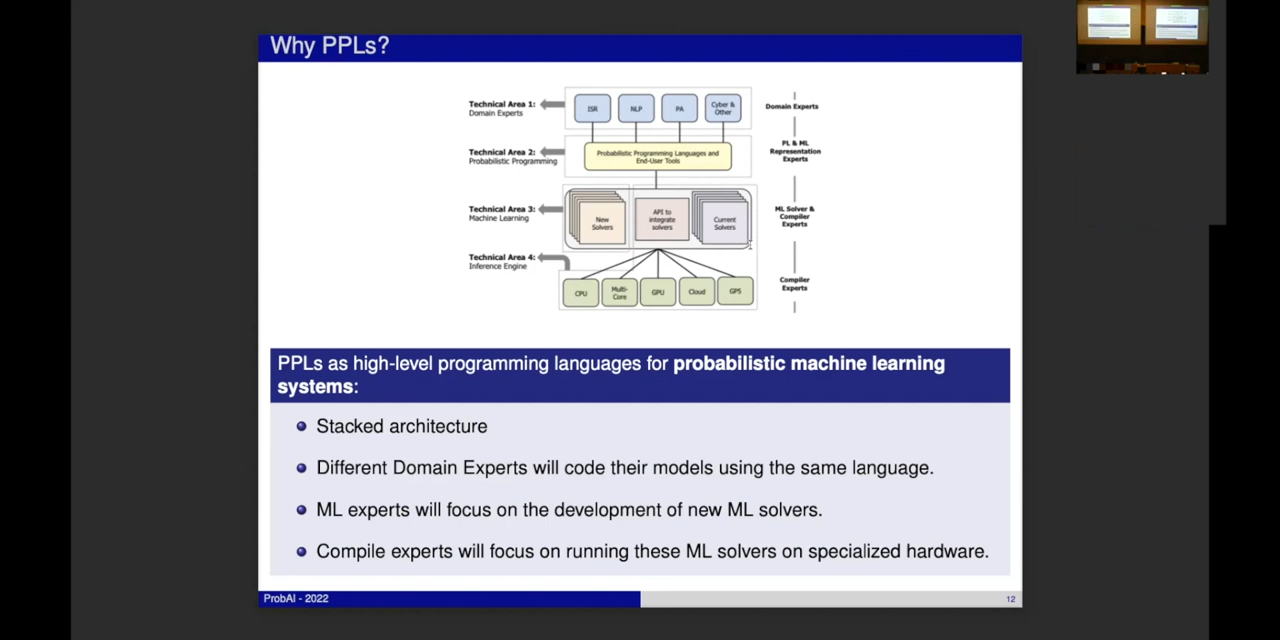 Why PPLs?
Technical Area 1:
Domain Experts
ISR
NLP
PA
Cyber &
Other
Domain Experts
Technical Area 2:
Probabilistic Programming
Probabilistic Programming Languages and
End-User Tools
PL & ML
Representation
Experts
Technical Area 3:
Machine Learning
New
Solvers
API to
integrate
solvers
Current
Solvers
ML Solver &
Compiler
Experts
Technical Area 4:
Inference Engine
CPU
Multi-
Core
GPU
Cloud
GPS
Compiler
Experts
PPLs as high-level programming languages for probabilistic machine learning
systems:
Stacked architecture
Different Domain Experts will code their models using the same language.
ML experts will focus on the development of new ML solvers.
Compile experts will focus on running these ML solvers on specialized hardware.
ProbAI - 2022
12